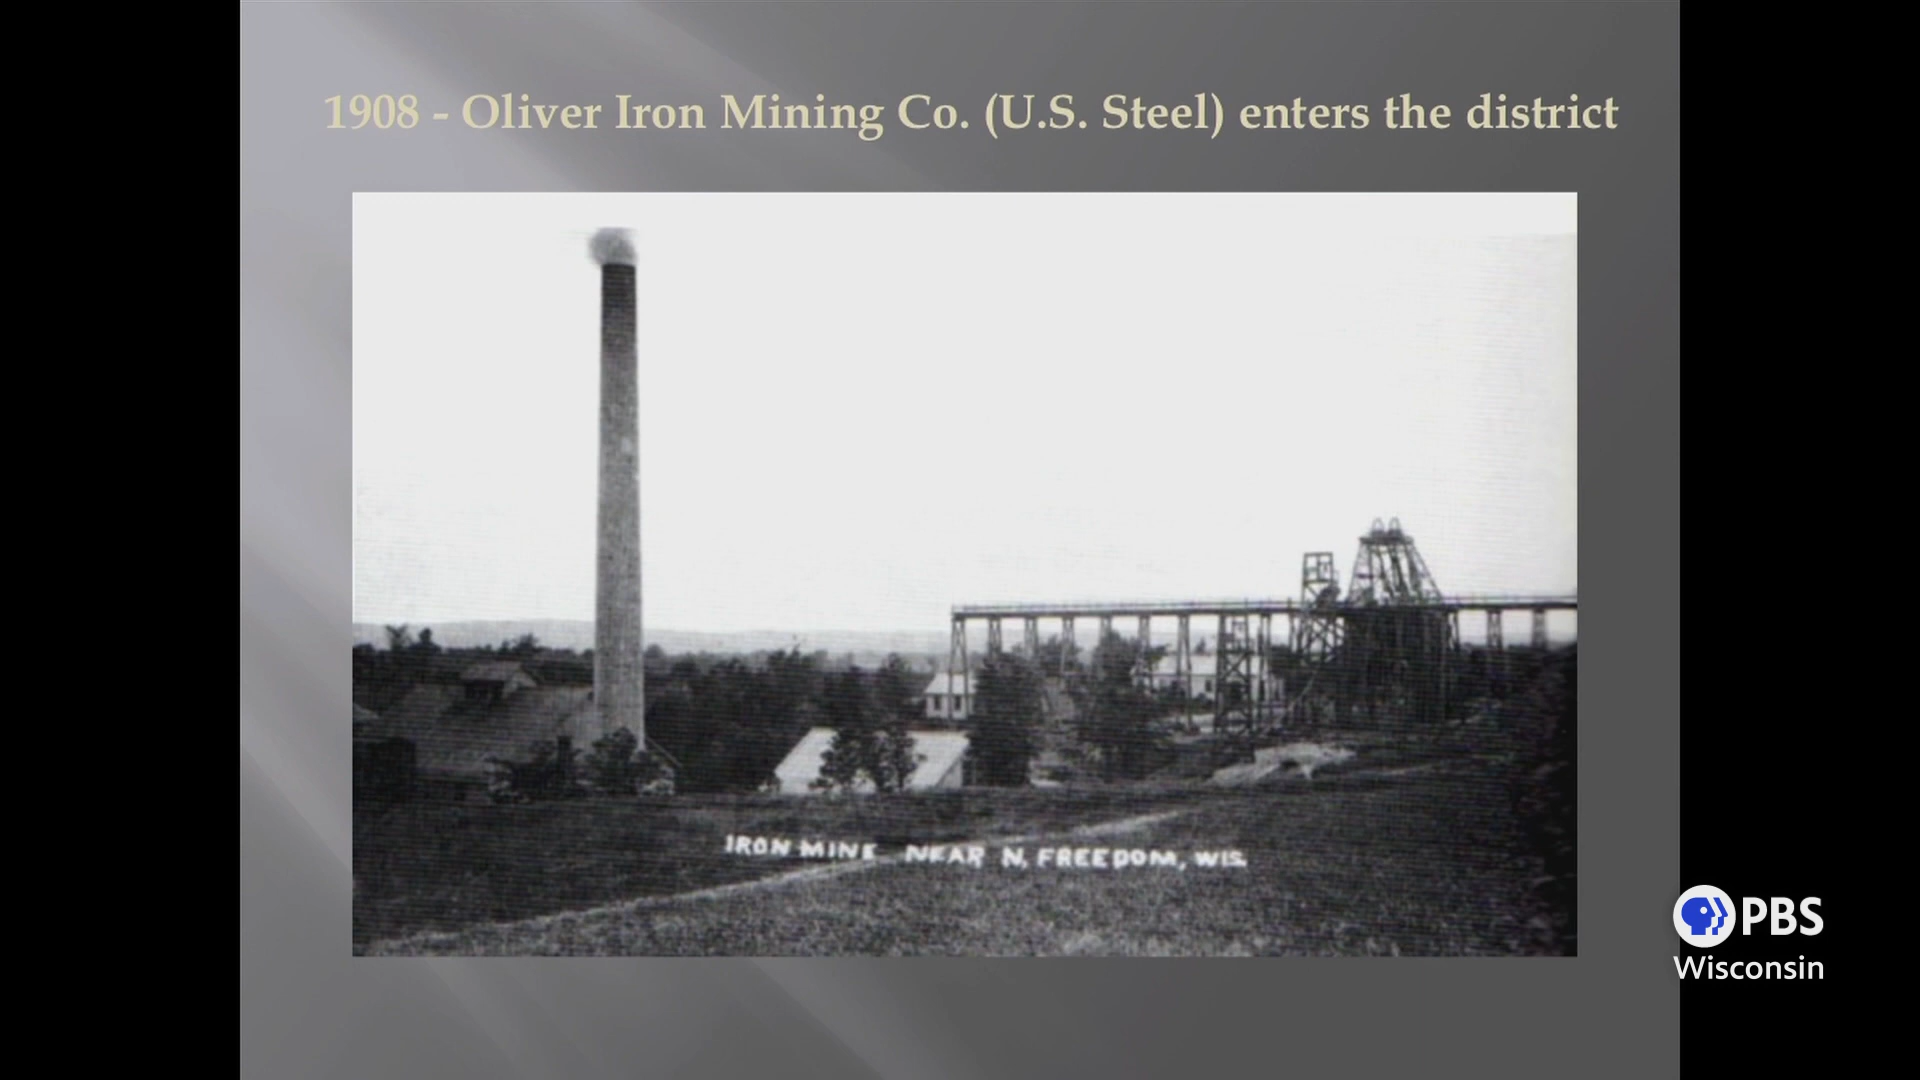 1908 - Oliver Iron Mining Co. (U.S. Steel) enters the district
IRON MINE NEAR N, FREEDOM, WIS.
PBS
Wisconsin